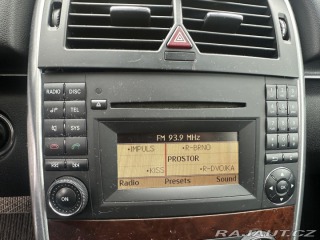 RADIO DISC
TEL
SYS
FM 93.9 MHz
•IMPULS •R-BRNO
PROSTOR
•KISS •R-DVOJKA
Radio Presets Sound
ON
OK
RAJAUT.CZ